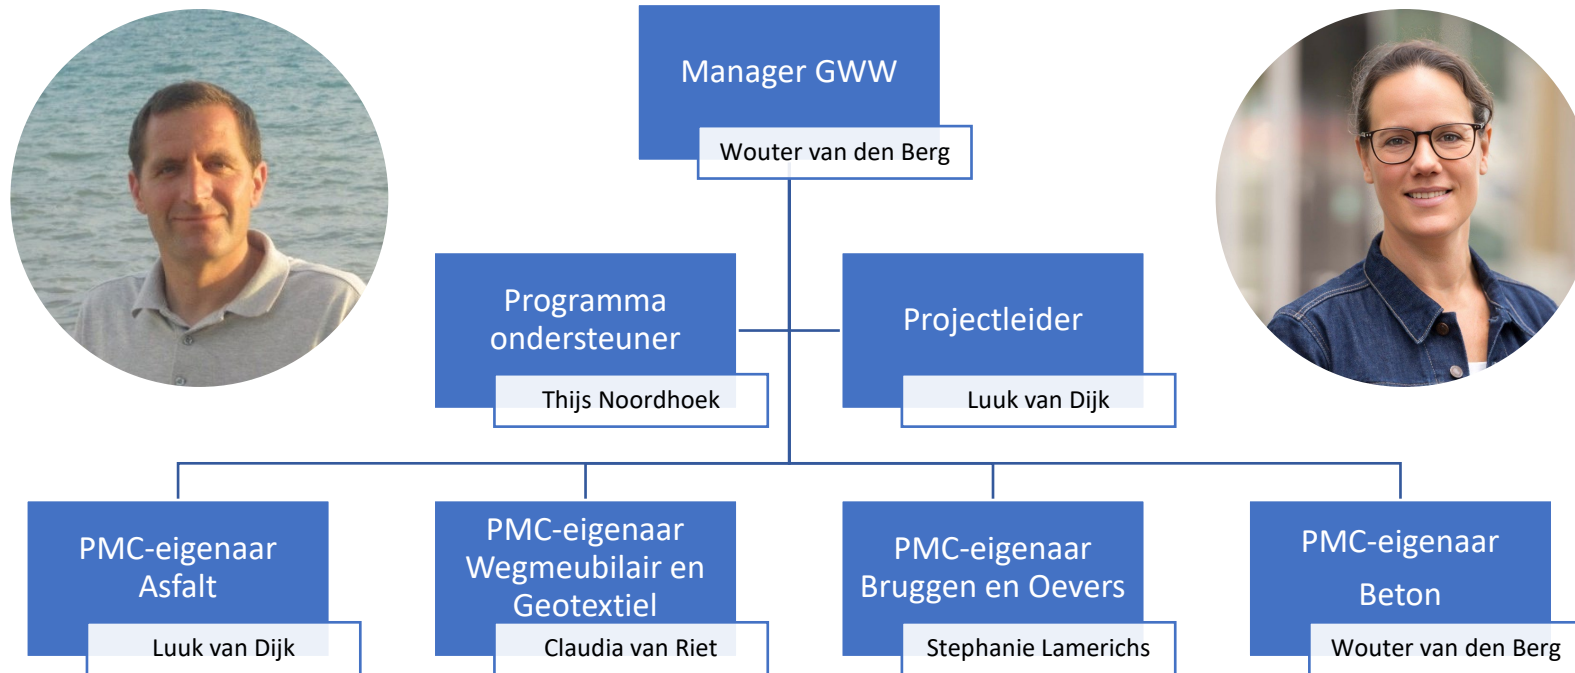 Manager GWW
Wouter van den Berg
Programma
ondersteuner
Thijs Noordhoek
Projectleider
Luuk van Dijk
PMC-eigenaar
Asfalt
Luuk van Dijk
PMC-eigenaar
Wegmeubilair en
Geotextiel
Claudia van Riet
PMC-eigenaar
Bruggen en Oevers
Stephanie Lamerichs
PMC-eigenaar
Beton
Wouter van den Berg